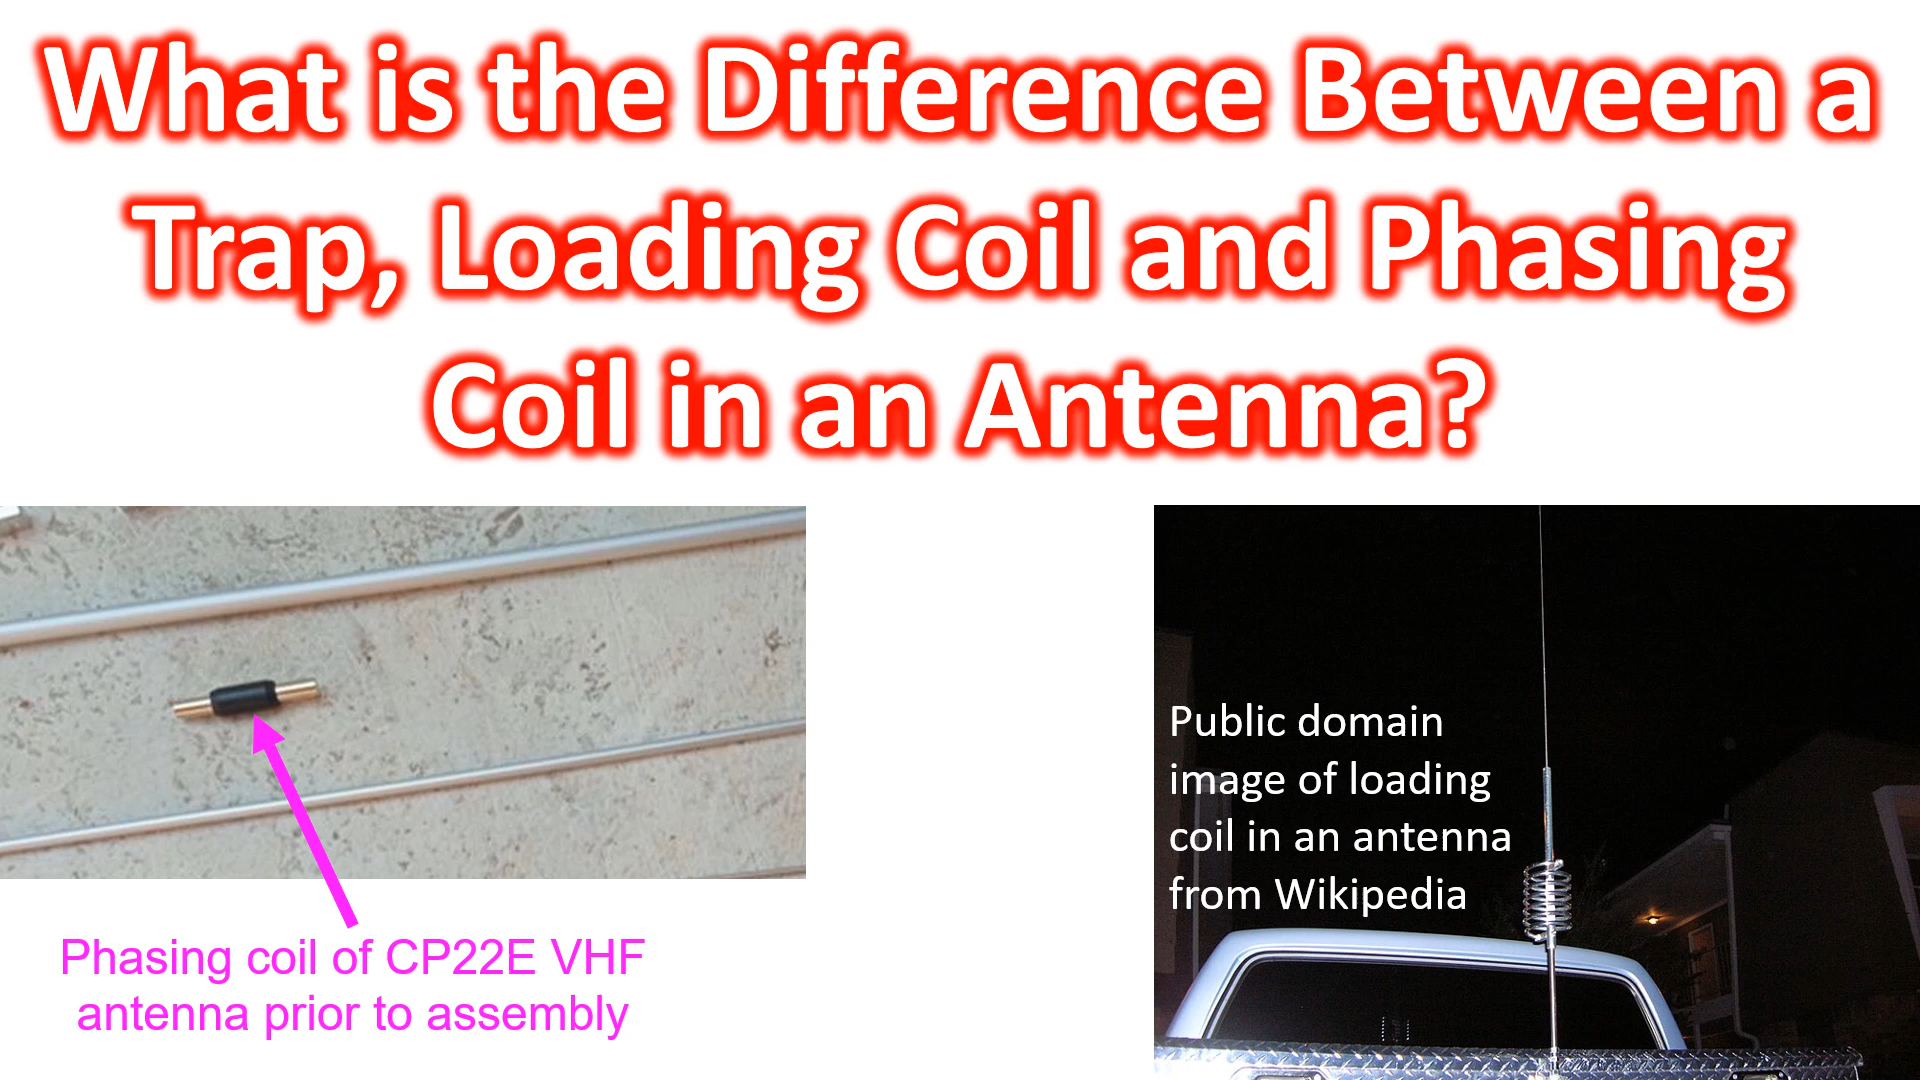 What is the Difference Between a
Trap, Loading Coil and Phasing
Coil in an Antenna?
Public domain
image of loading
coil in an antenna
from Wikipedia
Phasing coil of CP22E VHF
antenna prior to assembly